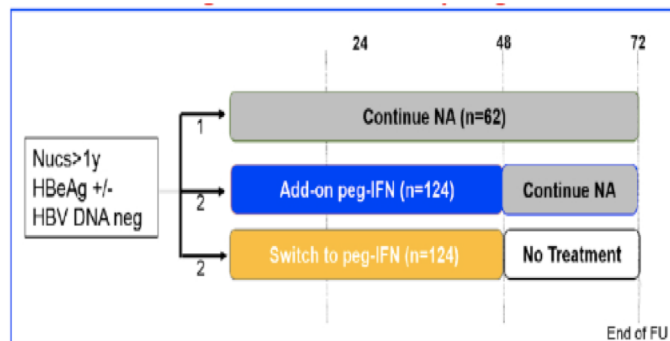 24 48 72
1 Continue NA (n=62)
Nucs>1y
HBeAg +/-
HBV DNA neg
2 Add-on peg-IFN (n=124) Continue NA
2 Switch to peg-IFN (n=124) No Treatment
End of FU